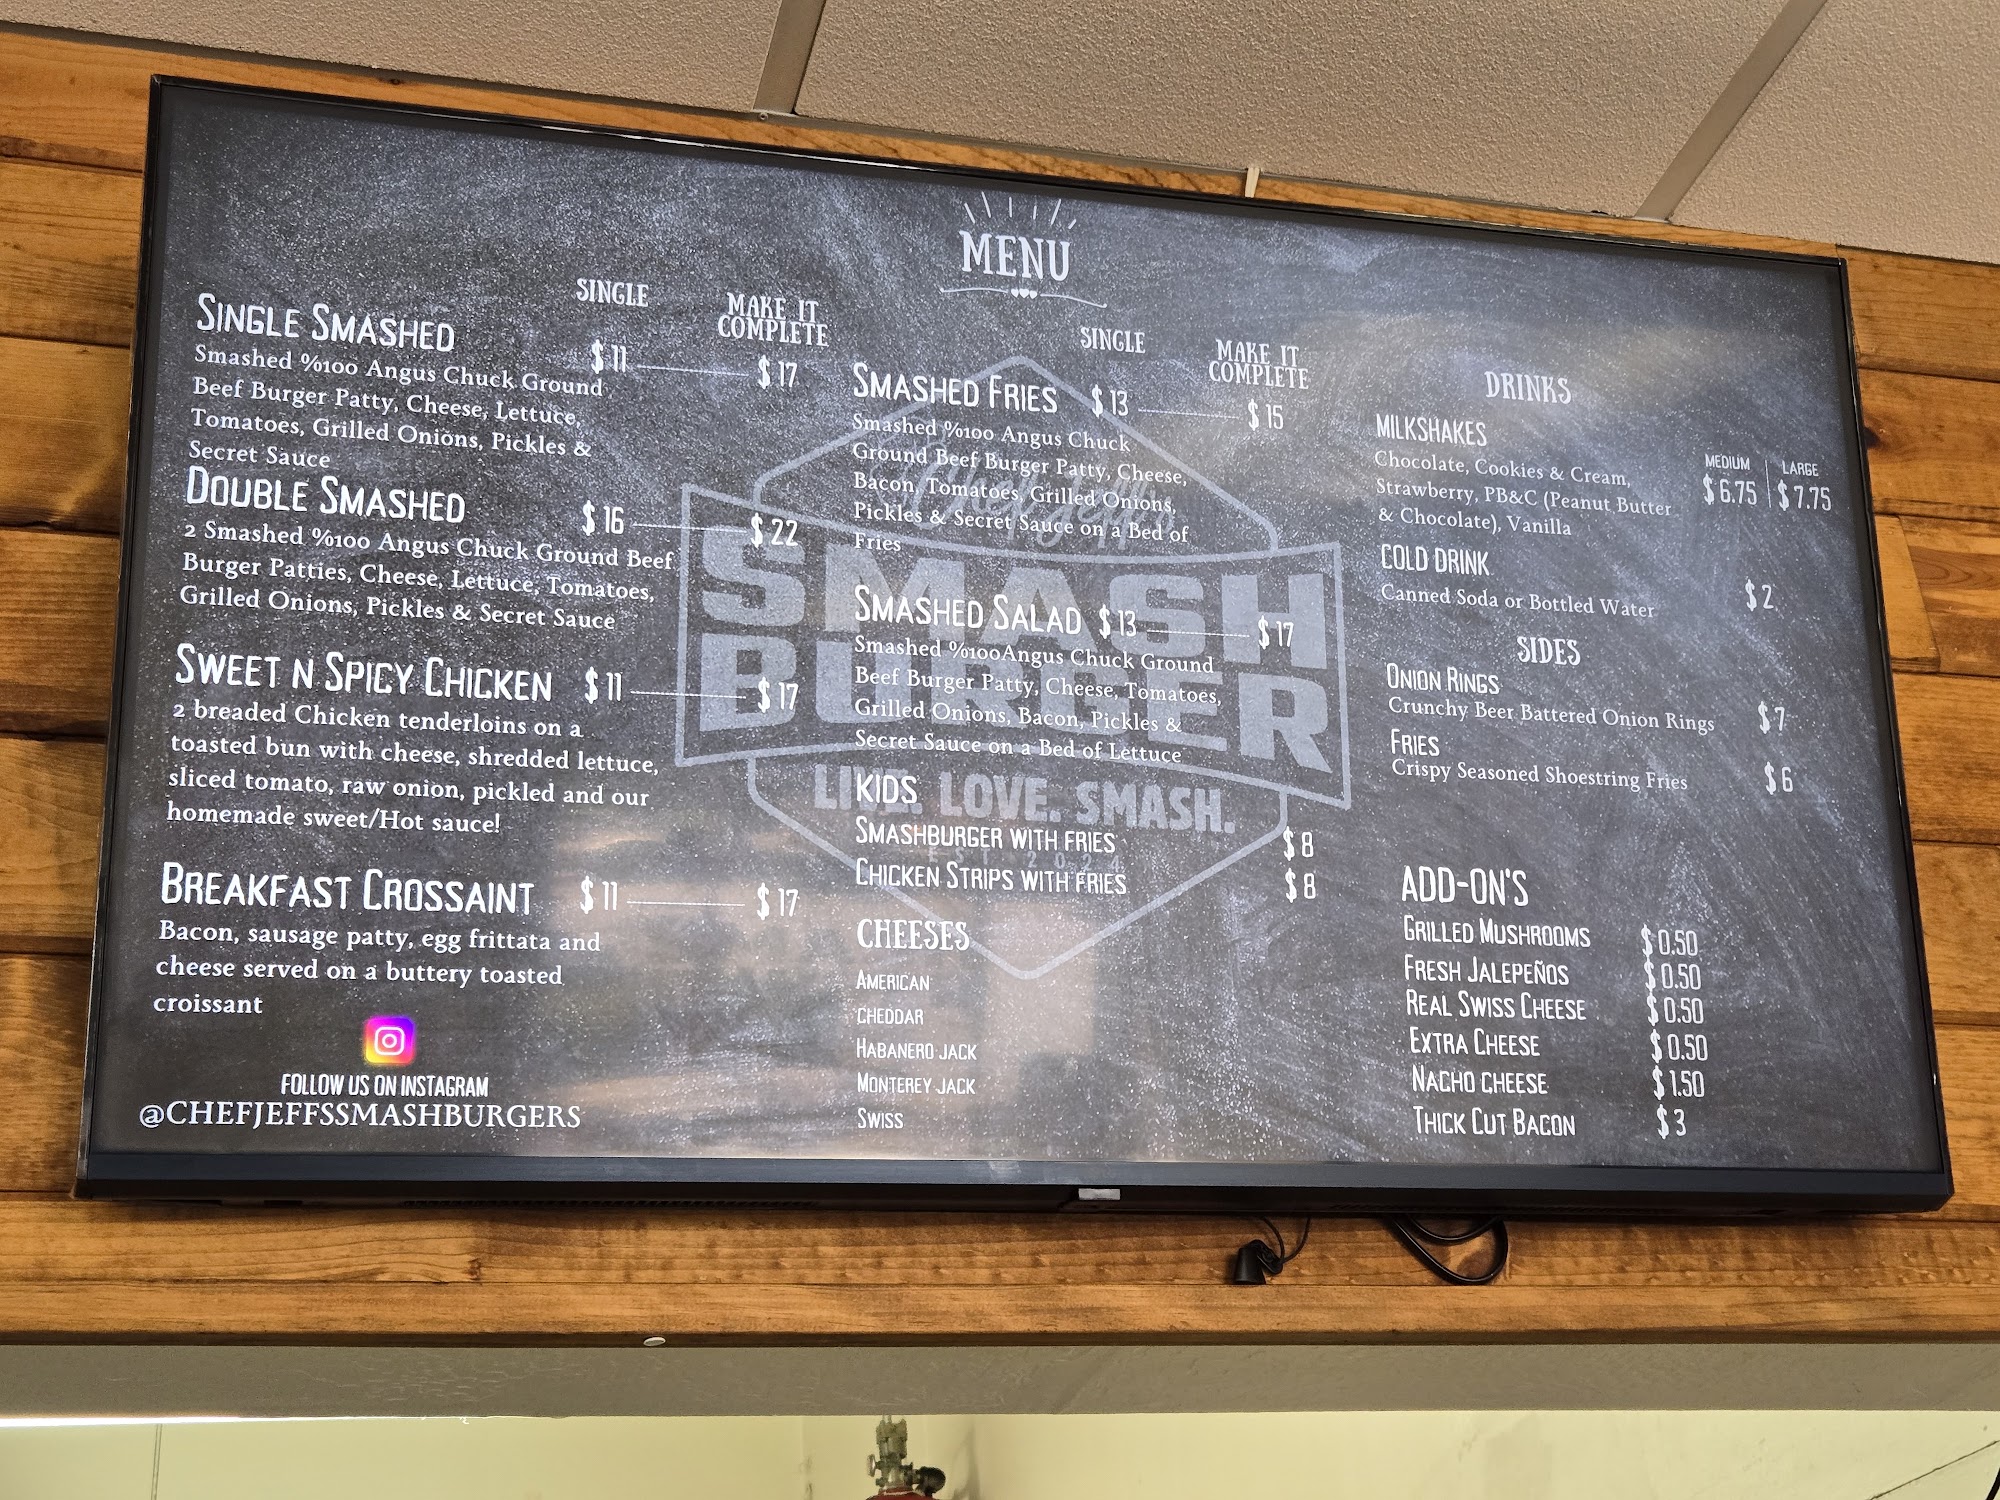 MENU
SINGLE
MAKE IT
COMPLETE
SINGLE SMASHED
$ 11
$ 17
Smashed %100 Angus Chuck Ground
Beef Burger Patty, Cheese, Lettuce,
Tomatoes, Grilled Onions, Pickles &
Secret Sauce
DOUBLE SMASHED
$ 16
$ 22
2 Smashed %100 Angus Chuck Ground Beef
Burger Patties, Cheese, Lettuce, Tomatoes,
Grilled Onions, Pickles & Secret Sauce
SWEET N SPICY CHICKEN $ 11
$ 17
2 breaded Chicken tenderloins on a
toasted bun with cheese, shredded lettuce,
sliced tomato, raw onion, pickled and our
homemade sweet/Hot sauce!
BREAKFAST CROSSAINT $ 11
$ 17
Bacon, sausage patty, egg frittata and
cheese served on a buttery toasted
croissant
FOLLOW US ON INSTAGRAM
@CHEFJEFFSSMASHBURGERS
SINGLE
MAKE IT
COMPLETE
SMASHED FRIES $ 13
$ 15
Smashed %100 Angus Chuck
Ground Beef Burger Patty, Cheese,
Bacon, Tomatoes, Grilled Onions,
Pickles & Secret Sauce on a Bed of
Fries
SMASHED SALAD $ 13
$ 17
Smashed %100Angus Chuck Ground
Beef Burger Patty, Cheese, Tomatoes,
Grilled Onions, Bacon, Pickles &
Secret Sauce on a Bed of Lettuce
KIDS
SMASHBURGER WITH FRIES $ 8
CHICKEN STRIPS WITH FRIES $ 8
CHEESES
AMERICAN
CHEDDAR
HABANERO JACK
MONTEREY JACK
SWISS
SMASH
BURGER
LOVE. SMASH.
EST 2024
DRINKS
MILKSHAKES
Chocolate, Cookies & Cream,
Strawberry, PB&C (Peanut Butter
& Chocolate), Vanilla
MEDIUM LARGE
$ 6.75 $ 7.75
COLD DRINK
Canned Soda or Bottled Water
$ 2
SIDES
ONION RINGS
Crunchy Beer Battered Onion Rings $ 7
FRIES
Crispy Seasoned Shoestring Fries $ 6
ADD-ON'S
GRILLED MUSHROOMS $ 0.50
FRESH JALEPEÑOS $ 0.50
REAL SWISS CHEESE $ 0.50
EXTRA CHEESE $ 0.50
NACHO CHEESE $ 1.50
THICK CUT BACON $ 3